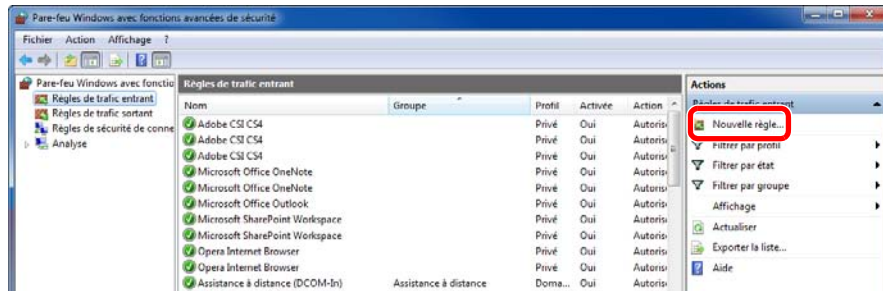 Pare-feu Windows avec fonctions avancées de sécurité
Fichier Action Affichage ?
Pare-feu Windows avec fonctio
Règles de trafic entrant
Règles de trafic sortant
Règles de sécurité de conne
Analyse
Règles de trafic entrant
Nom Groupe Profil Activée Action
Adobe CSI CS4 Privé Oui Autoris
Adobe CSI CS4 Privé Oui Autoris
Adobe CSI CS4 Privé Oui Autoris
Microsoft Office OneNote Privé Oui Autoris
Microsoft Office OneNote Privé Oui Autoris
Microsoft Office Outlook Privé Oui Autoris
Microsoft SharePoint Workspace Privé Oui Autoris
Microsoft SharePoint Workspace Privé Oui Autoris
Opera Internet Browser Privé Oui Autoris
Opera Internet Browser Privé Oui Autoris
Assistance à distance (DCOM-In) Assistance à distance Doma... Oui Autoris
Actions
Règles de trafic entrant
Nouvelle règle...
Filtrer par profil
Filtrer par état
Filtrer par groupe
Affichage
Actualiser
Exporter la liste...
Aide